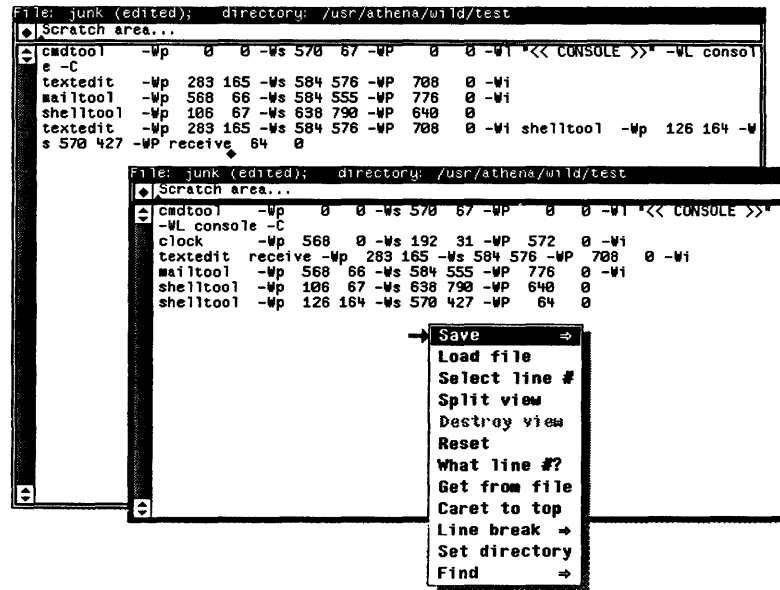 File: junk (edited);    directory: /usr/athena/wild/test
Scratch area...
cmdtool    -Wp    0    0 -Ws 570   67 -WP    0    0 -Wl "<< CONSOLE >>" -WL consol
e -C
textedit   -Wp  283 165 -Ws 584 576 -WP  708    0 -Wi
mailtool   -Wp  568   66 -Ws 584 555 -WP  776    0 -Wi
shelltool  -Wp  106   67 -Ws 638 790 -WP  640    0
textedit   -Wp  283 165 -Ws 584 576 -WP  708    0 -Wi shelltool   -Wp  126 164 -W
s 570 427 -WP receive   64    0
File: junk (edited);    directory: /usr/athena/wild/test
Scratch area...
cmdtool    -Wp    0    0 -Ws 570   67 -WP    0    0 -Wl "<< CONSOLE >>"
-WL console -C
clock      -Wp  568    0 -Ws 192   31 -WP  572    0 -Wi
textedit  receive -Wp   283 165 -Ws 584 576 -WP   708    0 -Wi
mailtool   -Wp  568   66 -Ws 584 555 -WP  776    0 -Wi
shelltool  -Wp  106   67 -Ws 638 790 -WP  640    0
shelltool  -Wp  126 164 -Ws 570 427 -WP   64    0
Save ⇒
Load file
Select line #
Split view
Destroy view
Reset
What line #?
Get from file
Caret to top
Line break ⇒
Set directory
Find ⇒